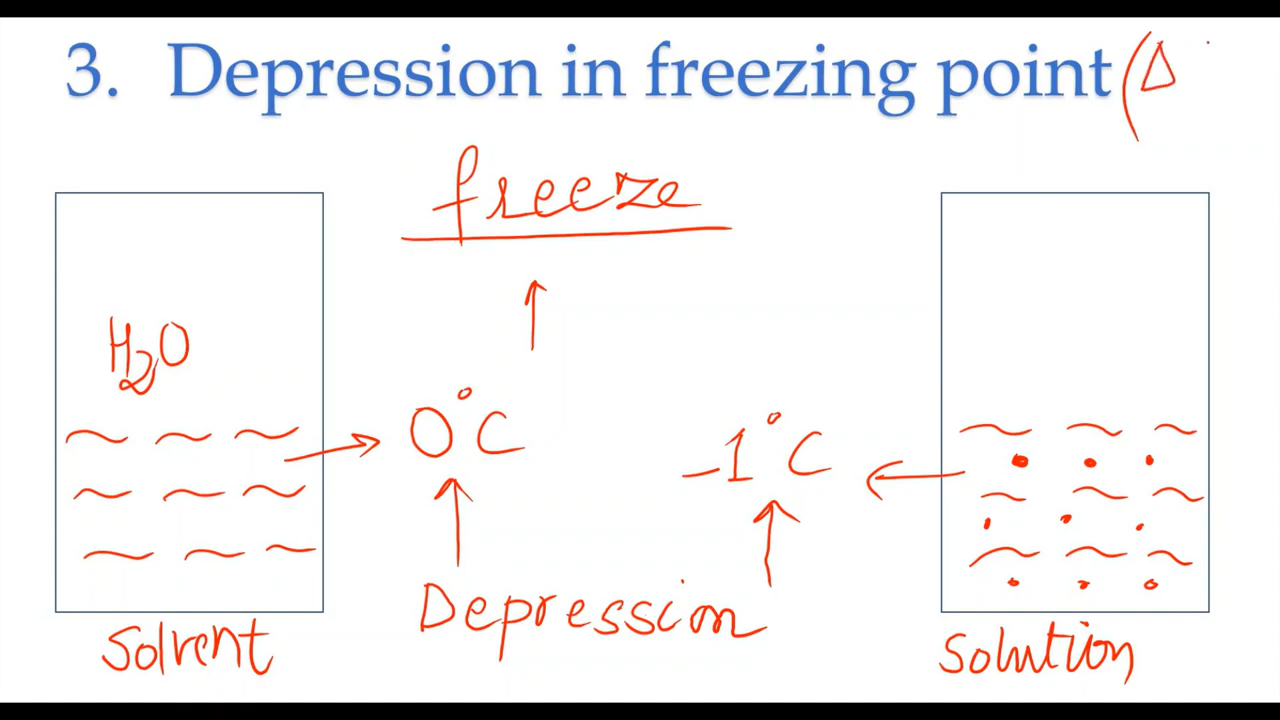 3. Depression in freezing point (Δ
freeze
H₂O
0°C
-1°C
Depression
Solvent
Solution